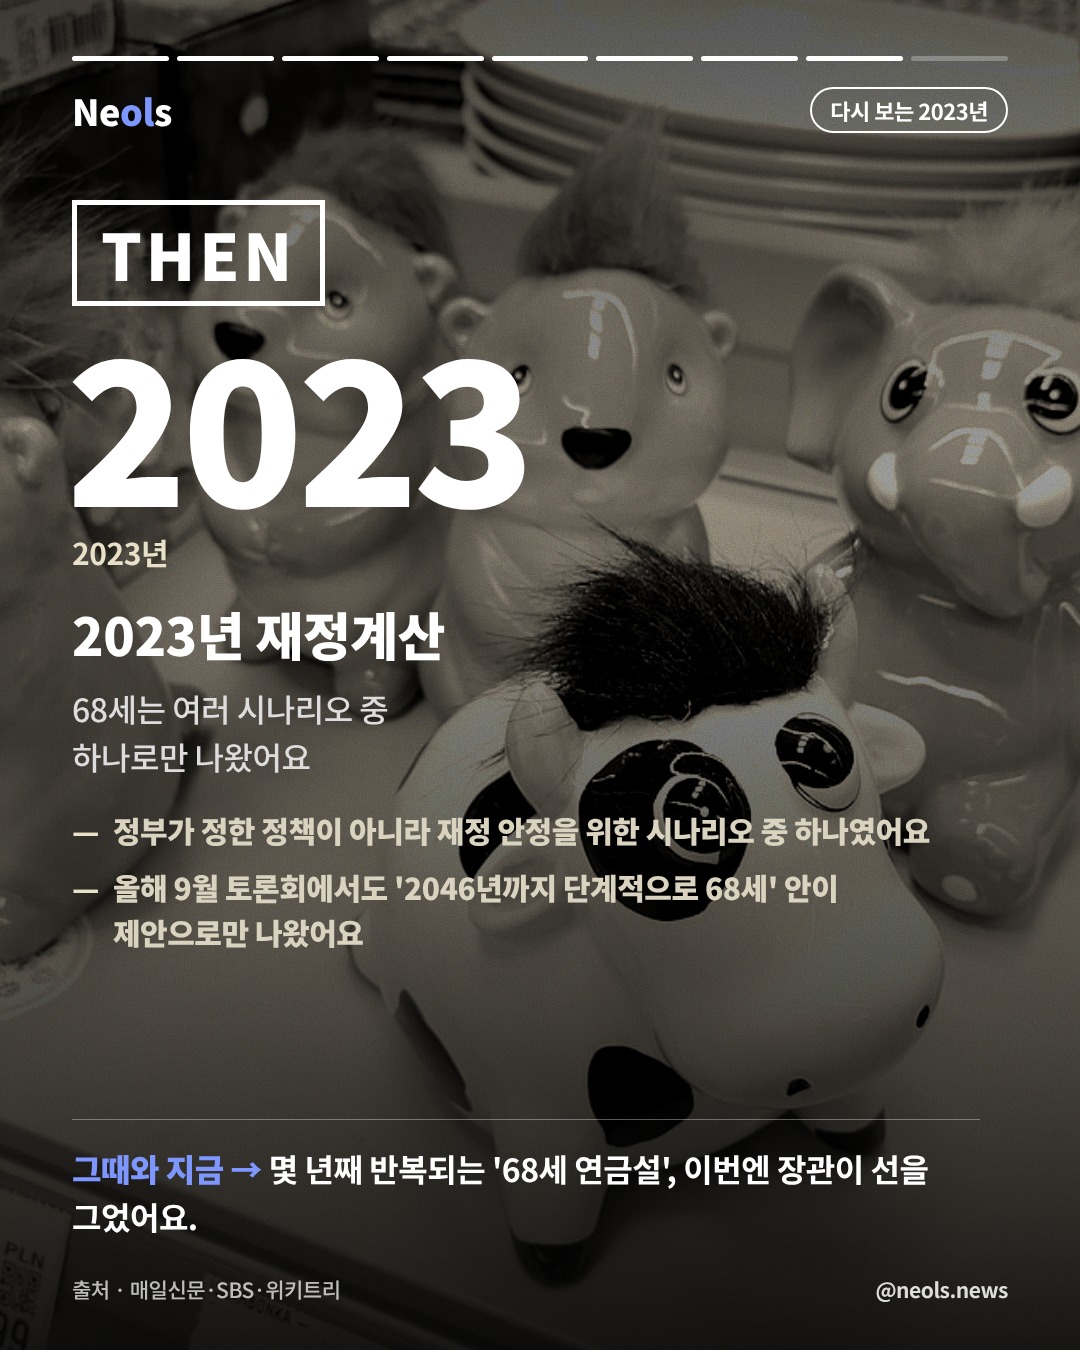 Neols
다시 보는 2023년
THEN
2023
2023년
2023년 재정계산
68세는 여러 시나리오 중
하나로만 나왔어요
— 정부가 정한 정책이 아니라 재정 안정을 위한 시나리오 중 하나였어요
— 올해 9월 토론회에서도 '2046년까지 단계적으로 68세' 안이
제안으로만 나왔어요
그때와 지금 → 몇 년째 반복되는 '68세 연금설', 이번엔 장관이 선을
그었어요.
PLN
99
출처 · 매일신문·SBS·위키트리
@neols.news